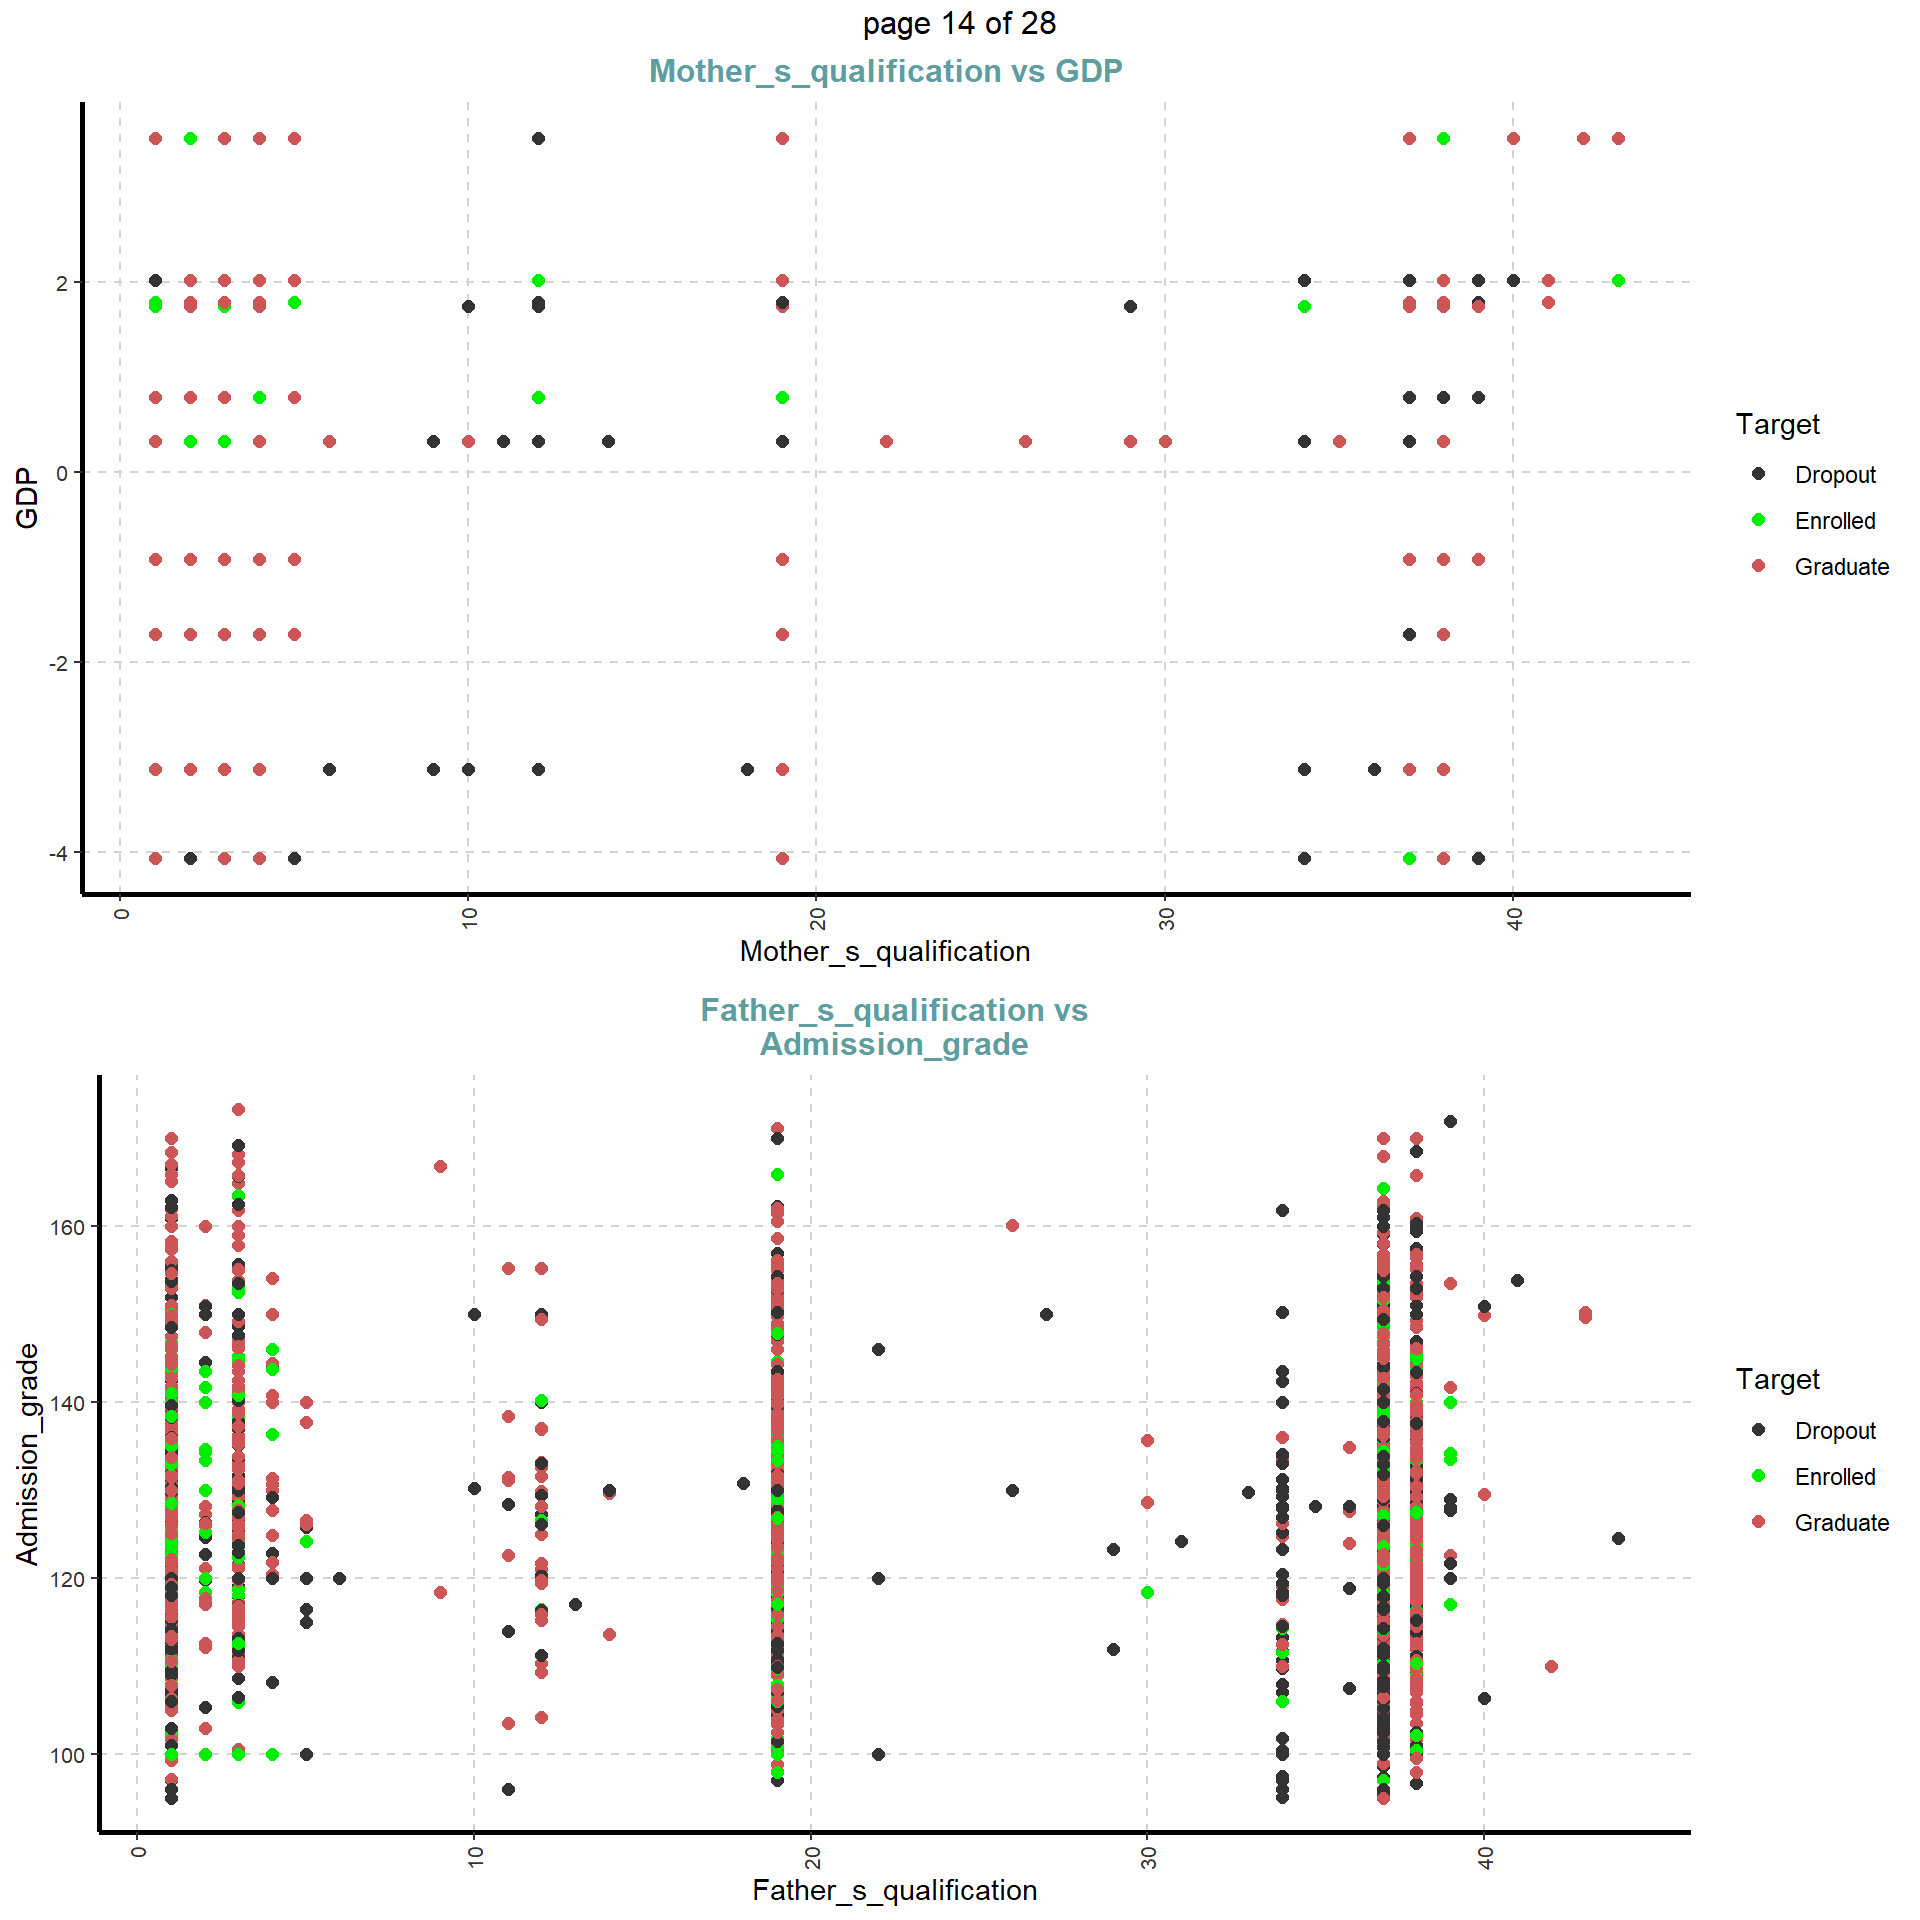 page 14 of 28
Mother_s_qualification vs GDP
2
0
-2
-4
GDP
0
10
20
30
40
Mother_s_qualification
Target
Dropout
Enrolled
Graduate
Father_s_qualification vs
Admission_grade
160
140
120
100
Admission_grade
0
10
20
30
40
Father_s_qualification
Target
Dropout
Enrolled
Graduate